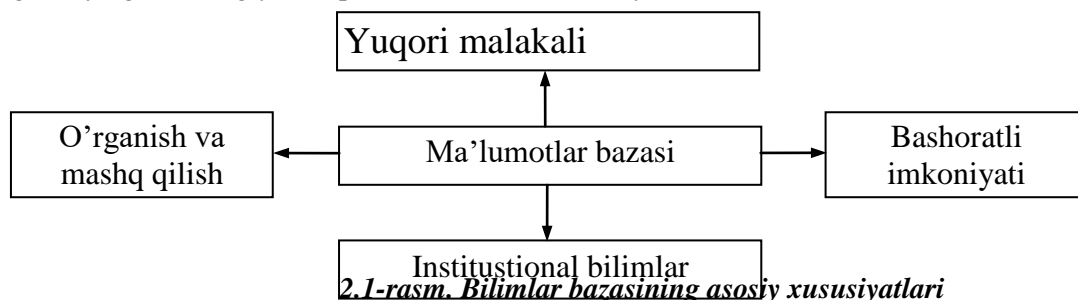 Yuqori malakali
O’rganish va
mashq qilish
Ma’lumotlar bazasi
Bashoratli
imkoniyati
Institustional bilimlar
2.1-rasm. Bilimlar bazasining asosiy xususiyatlari